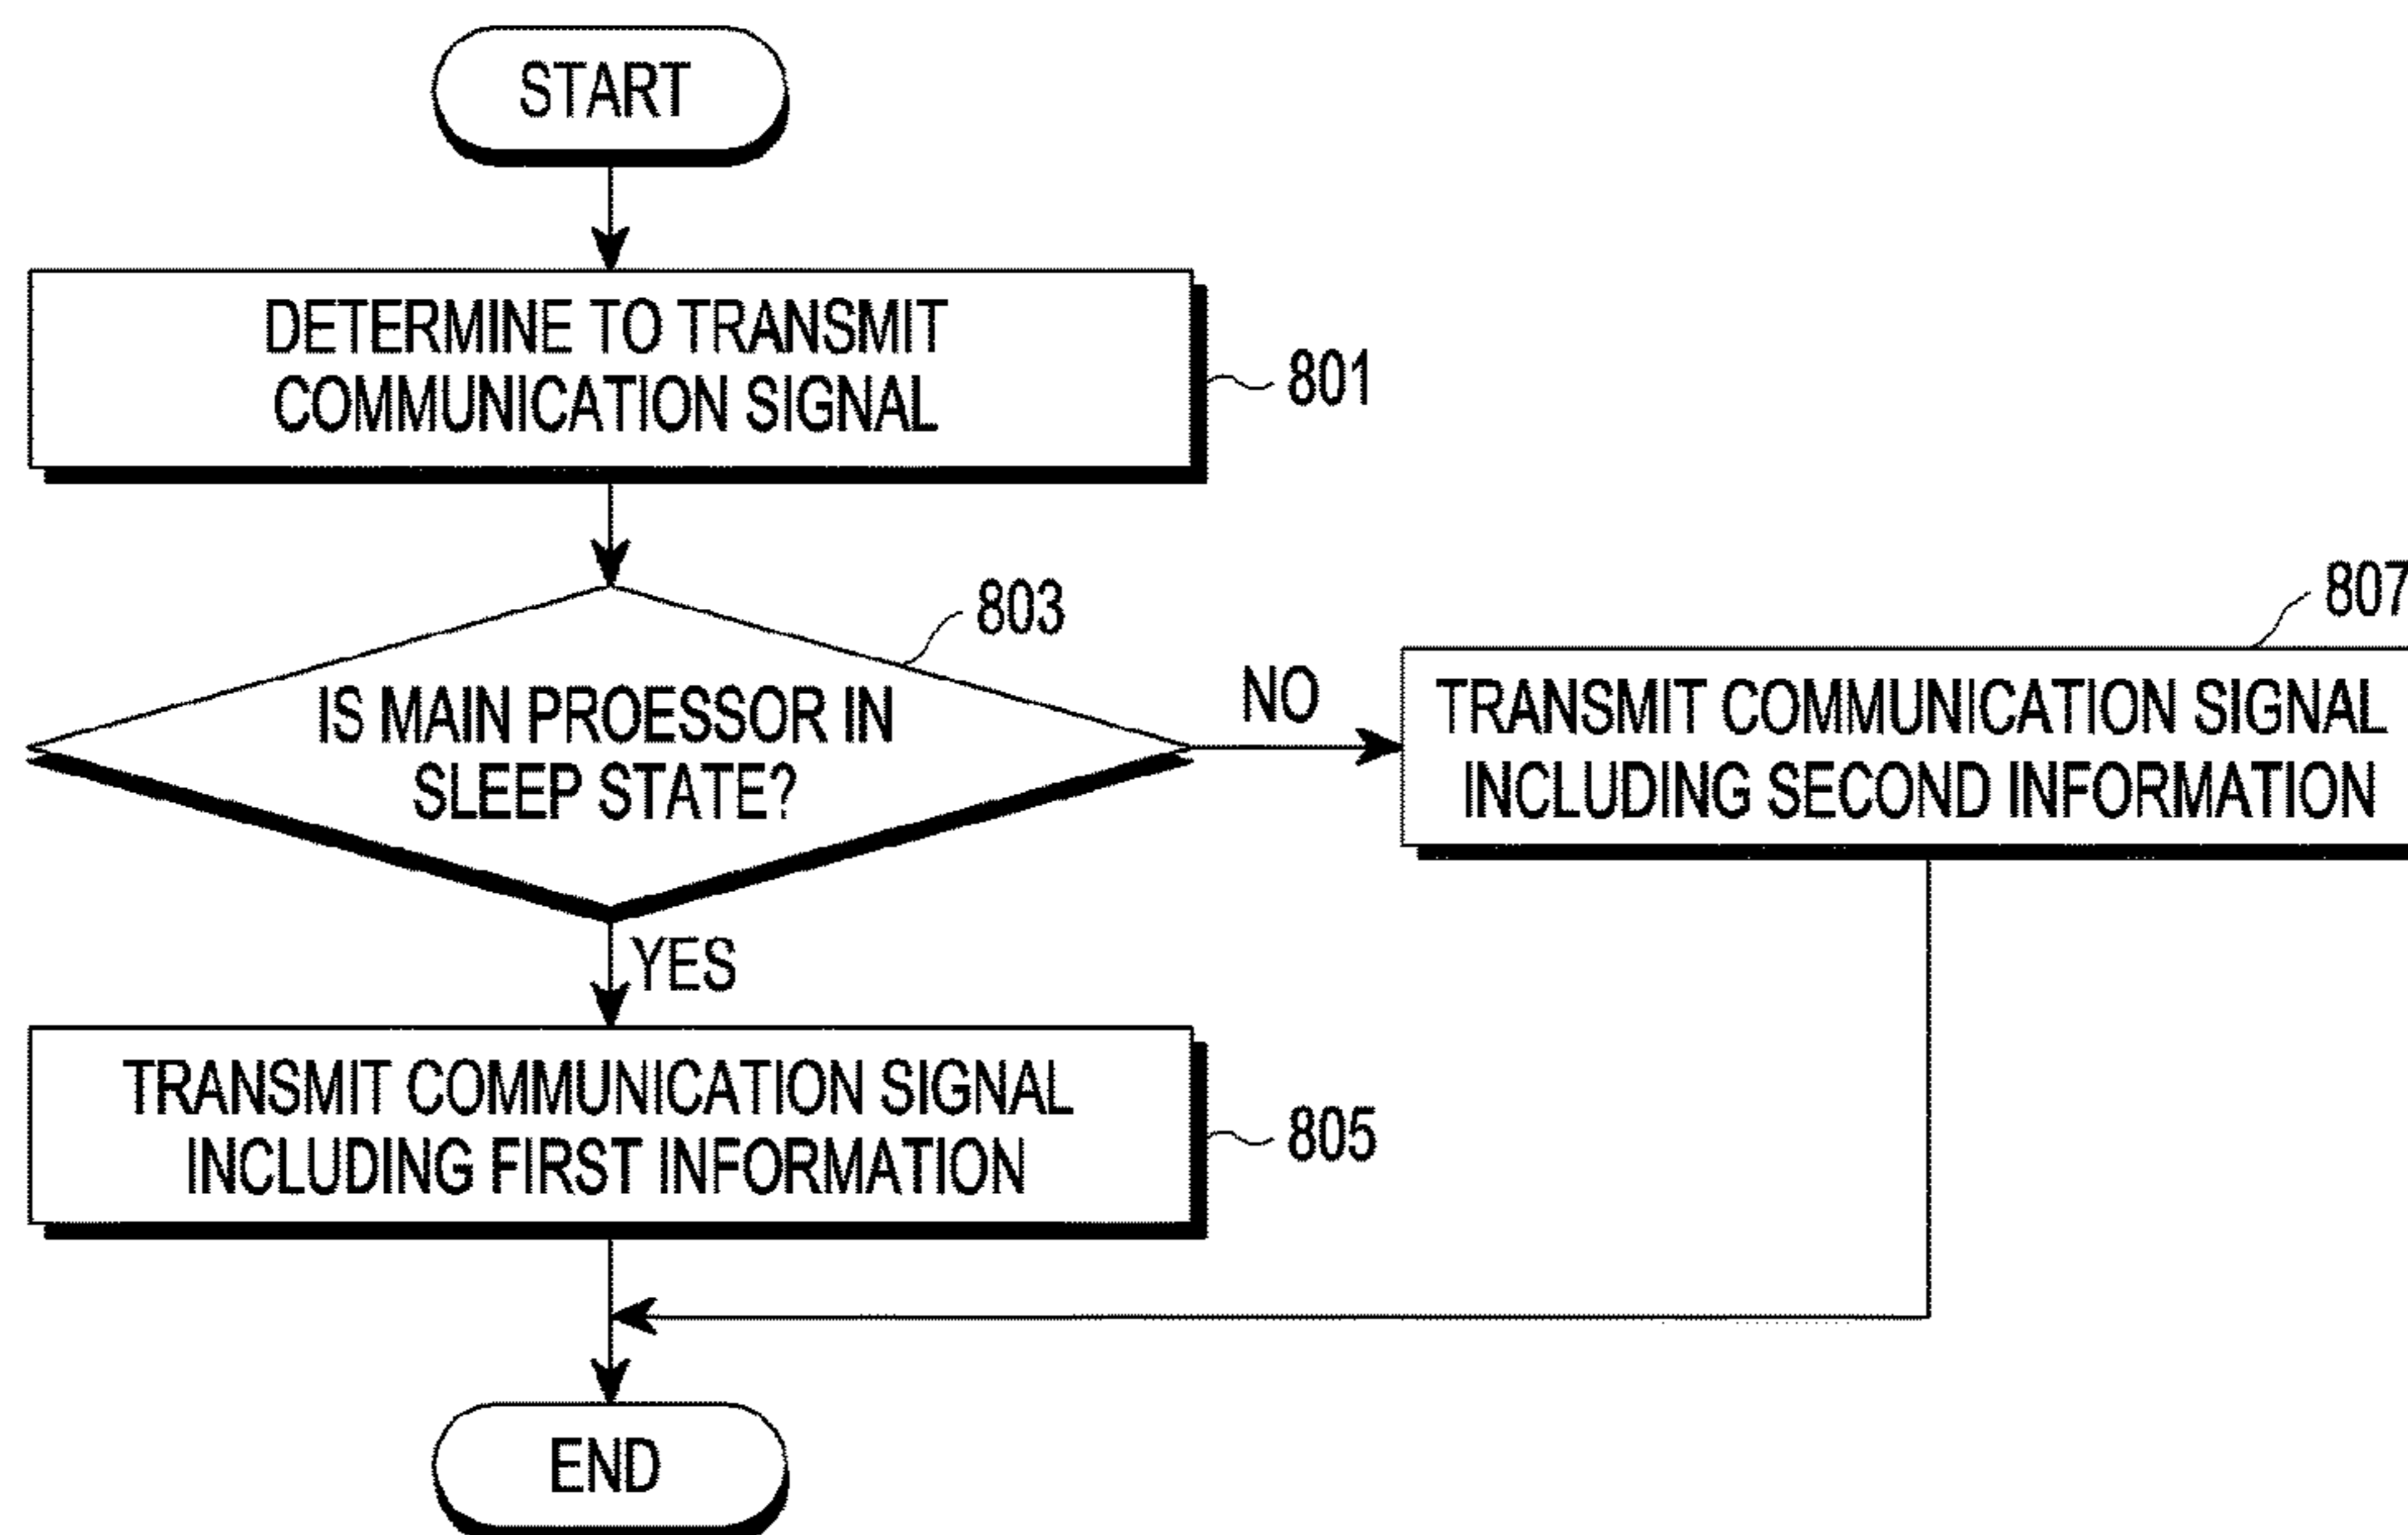 START
DETERMINE TO TRANSMIT
COMMUNICATION SIGNAL
801
803
IS MAIN PROESSOR IN
SLEEP STATE?
NO
807
TRANSMIT COMMUNICATION SIGNAL
INCLUDING SECOND INFORMATION
YES
TRANSMIT COMMUNICATION SIGNAL
INCLUDING FIRST INFORMATION
805
END